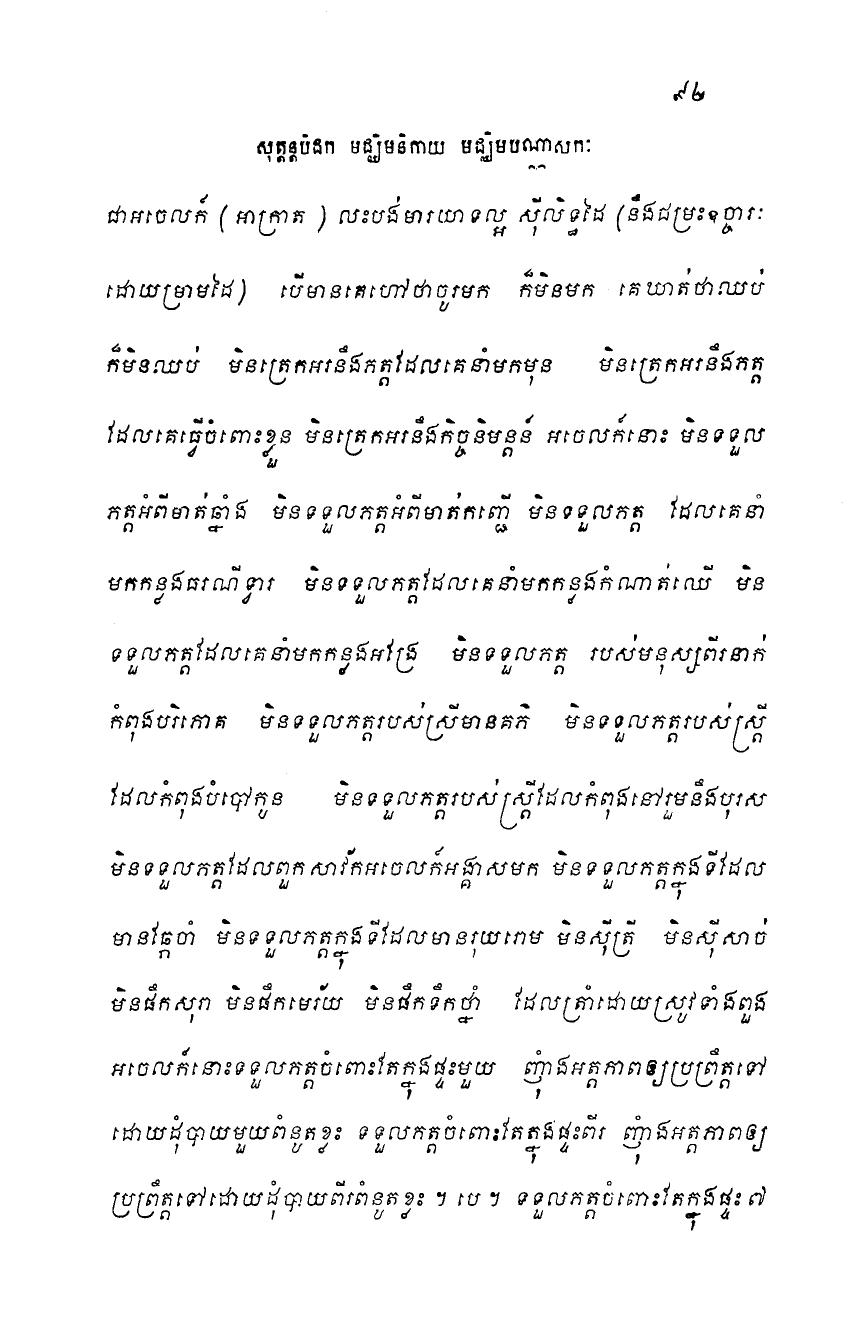 ៩២
សុត្តន្តបិដក មជ្ឈិមនិកាយ មជ្ឈិមបណ្ណាសកៈ
ជាអចេលក៍ ( អាក្រាត ) លះបង់មារយាទល្អ ស៊ីលិទ្ធដៃ (នឹងជម្រះឧច្ចារៈ
ដោយម្រាមដៃ) បើមានគេហៅថាចូរមក ក៏មិនមក គេឃាត់ថាឈប់
ក៏មិនឈប់ មិនត្រេកអរនឹងភត្តដែលគេនាំមកមុន មិនត្រេកអរនឹងភត្ត
ដែលគេធ្វើចំពោះខ្លួន មិនត្រេកអរនឹងកិច្ចនិមន្តន៍ អចេលក៍នោះ មិនទទួល
ភត្តអំពីមាត់ឆ្នាំង មិនទទួលភត្តអំពីមាត់កញ្ជើ មិនទទួលភត្ត ដែលគេនាំ
មកកន្លងធរណីទ្វារ មិនទទួលភត្តដែលគេនាំមកកន្លងកំណាត់ឈើ មិន
ទទួលភត្តដែលគេនាំមកកន្លងអង្រែ មិនទទួលភត្ត របស់មនុស្សពីរនាក់
កំពុងបរិភោគ មិនទទួលភត្តរបស់ស្រីមានគភ៌ មិនទទួលភត្តរបស់ស្ត្រី
ដែលកំពុងបំបៅកូន មិនទទួលភត្តរបស់ស្ត្រីដែលកំពុងនៅរួមនឹងបុរស
មិនទទួលភត្តដែលពួកសាវ័កអចេលក៍អង្គាសមក មិនទទួលភត្តក្នុងទីដែល
មានឆ្កែចាំ មិនទទួលភត្តក្នុងទីដែលមានរុយរោម មិនស៊ីត្រី មិនស៊ីសាច់
មិនផឹកសុរា មិនផឹកមេរ័យ មិនផឹកទឹកថ្នាំ ដែលត្រាំដោយស្រូវទាំងពួង
អចេលក៍នោះទទួលភត្តចំពោះតែក្នុងផ្ទះមួយ ញុំាងអត្តភាពឲ្យប្រព្រឹត្តទៅ
ដោយដុំបាយមួយពំនូតខ្លះ ទទួលភត្តចំពោះតែក្នុងផ្ទះពីរ ញុំាងអត្តភាពឲ្យ
ប្រព្រឹត្តទៅដោយដុំបាយពីរពំនូតខ្លះ ។ បេ ។ ទទួលភត្តចំពោះតែក្នុងផ្ទះ ៧